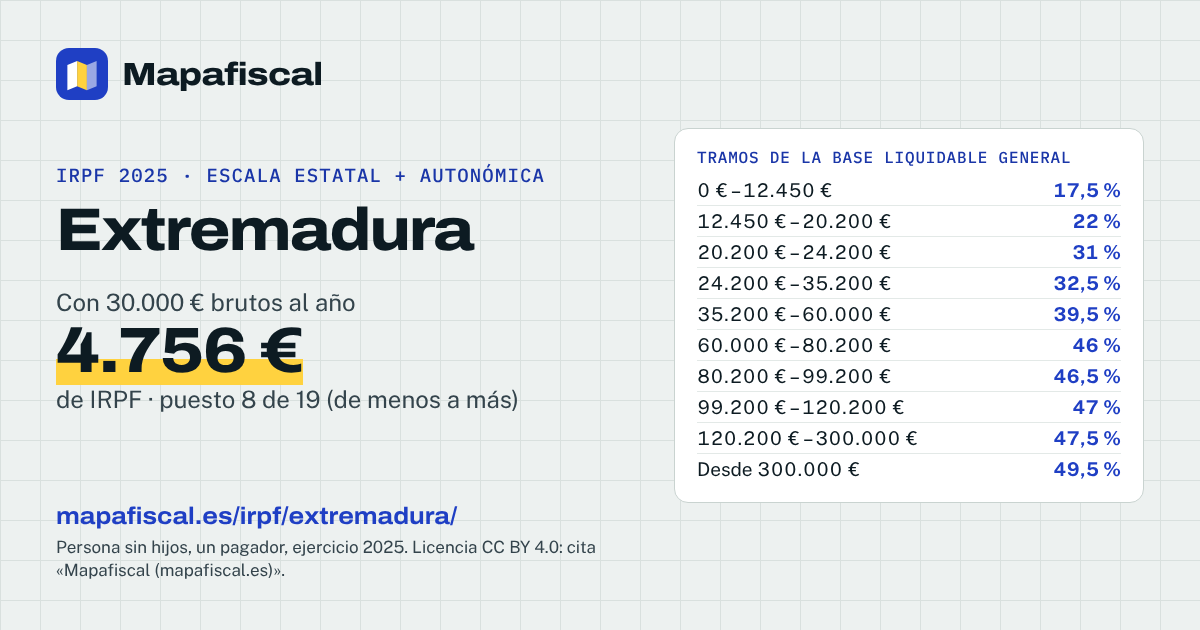 Mapafiscal
IRPF 2025 · ESCALA ESTATAL + AUTONÓMICA
Extremadura
Con 30.000 € brutos al año
4.756 €
de IRPF · puesto 8 de 19 (de menos a más)
mapafiscal.es/irpf/extremadura/
Persona sin hijos, un pagador, ejercicio 2025. Licencia CC BY 4.0: cita
«Mapafiscal (mapafiscal.es)».
TRAMOS DE LA BASE LIQUIDABLE GENERAL
0 €–12.450 € 17,5 %
12.450 €–20.200 € 22 %
20.200 €–24.200 € 31 %
24.200 €–35.200 € 32,5 %
35.200 €–60.000 € 39,5 %
60.000 €–80.200 € 46 %
80.200 €–99.200 € 46,5 %
99.200 €–120.200 € 47 %
120.200 €–300.000 € 47,5 %
Desde 300.000 € 49,5 %